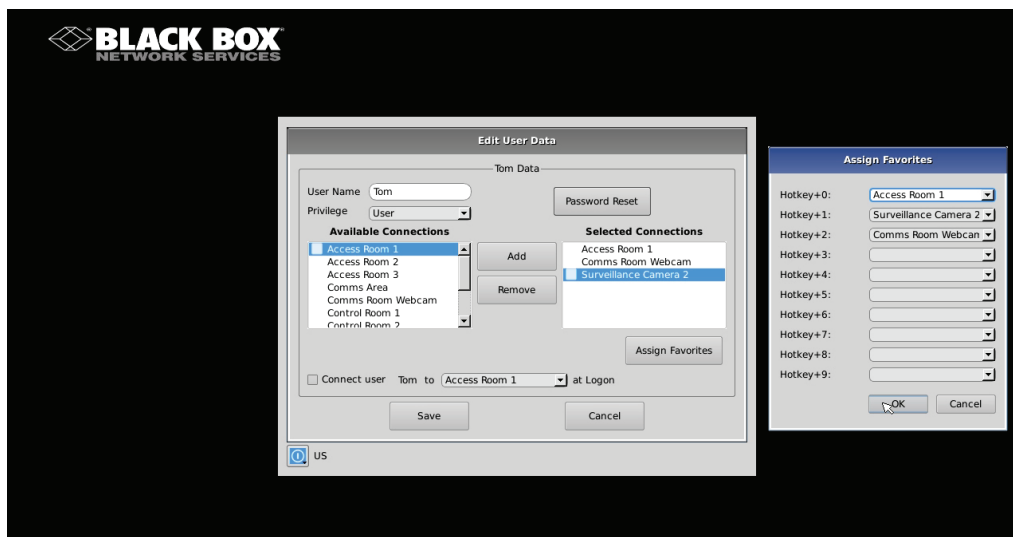 BLACK BOX
NETWORK SERVICES
Edit User Data
Tom Data
User Name Tom
Password Reset
Privilege User
Available Connections
Access Room 1
Access Room 2
Access Room 3
Comms Area
Comms Room Webcam
Control Room 1
Control Room 2
Add
Remove
Selected Connections
Access Room 1
Comms Room Webcam
Surveillance Camera 2
Assign Favorites
Connect user Tom to Access Room 1 at Logon
Save Cancel
US
Assign Favorites
Hotkey+0: Access Room 1
Hotkey+1: Surveillance Camera 2
Hotkey+2: Comms Room Webcan
Hotkey+3:
Hotkey+4:
Hotkey+5:
Hotkey+6:
Hotkey+7:
Hotkey+8:
Hotkey+9:
OK Cancel